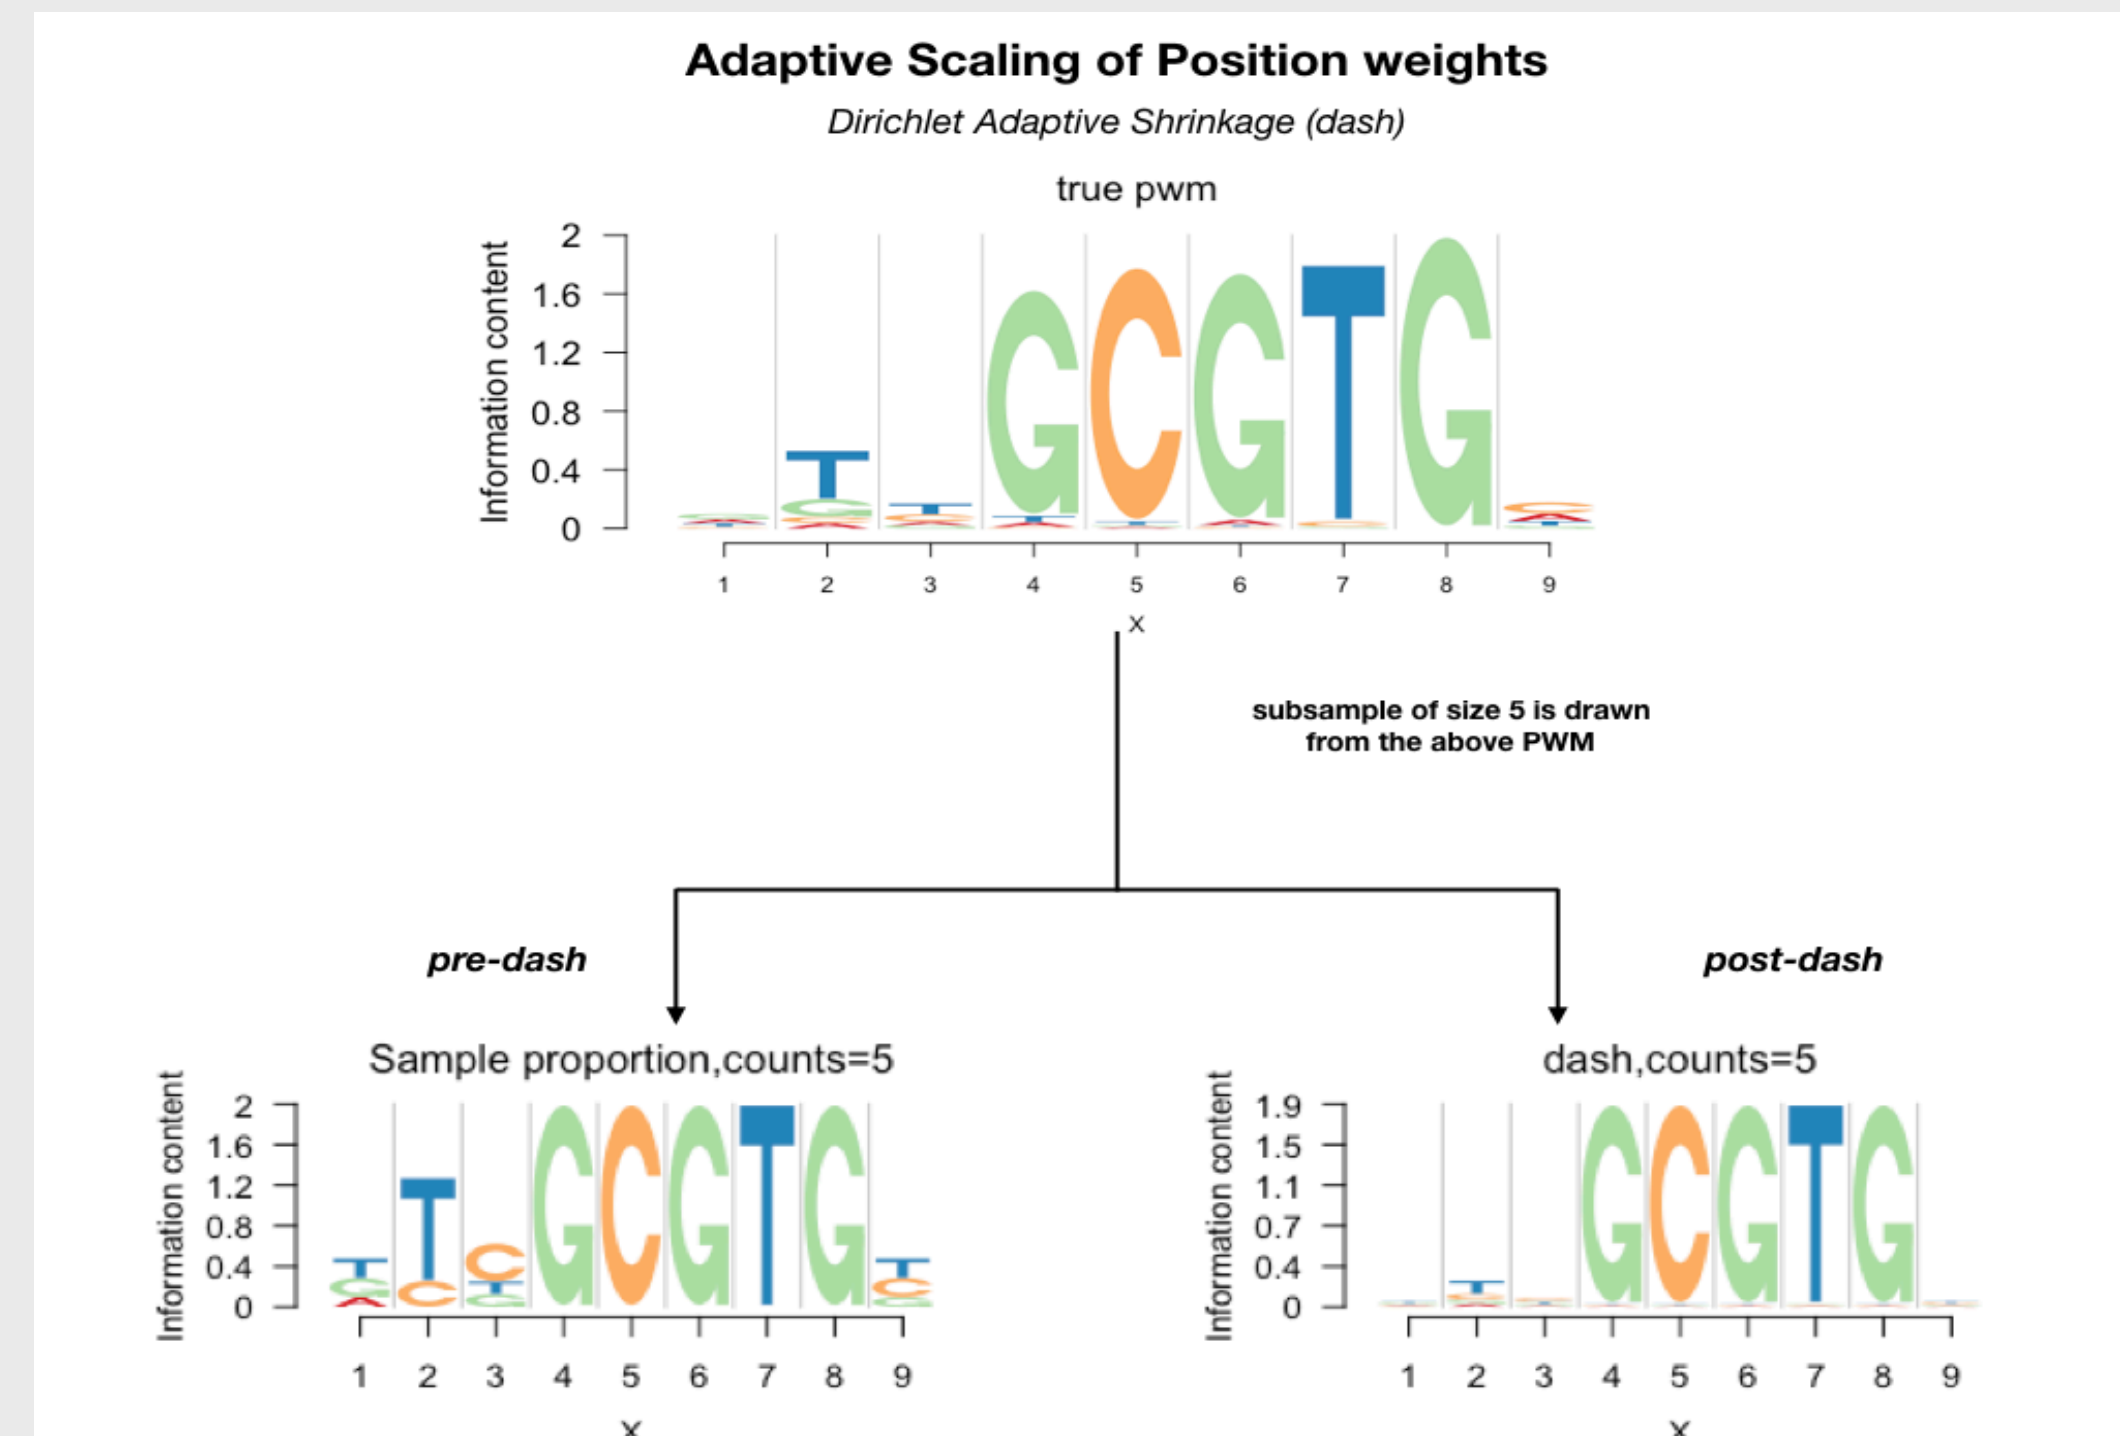 Adaptive Scaling of Position weights
Dirichlet Adaptive Shrinkage (dash)
true pwm
Information content
2
1.6
1.2
0.8
0.4
0
G A T
T G C A
T C A G
G T A
C T
G A T
T C
G
C A T G
1 2 3 4 5 6 7 8 9
x
subsample of size 5 is drawn
from the above PWM
pre-dash
post-dash
Sample proportion,counts=5
Information content
2
1.6
1.2
0.8
0.4
0
T G A
T C
C T G
G
C
G
T
G
T C G
1 2 3 4 5 6 7 8 9
x
dash,counts=5
Information content
1.9
1.5
1.1
0.7
0.4
0
G
C
G
T
G
1 2 3 4 5 6 7 8 9
x